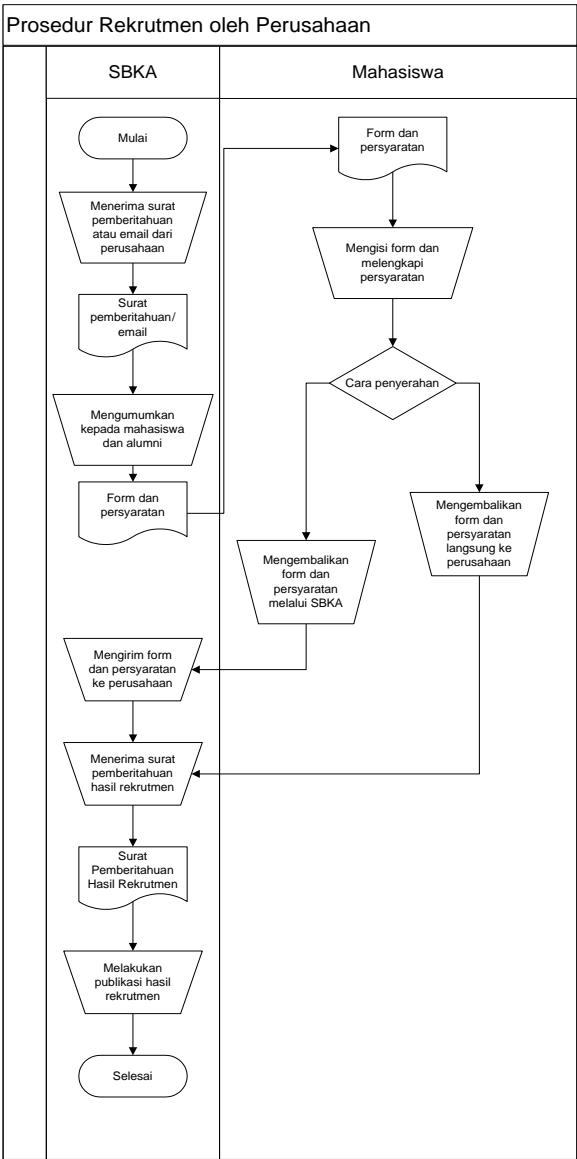 Prosedur Rekrutmen oleh Perusahaan
SBKA
Mahasiswa
Mulai
Menerima surat
pemberitahuan
atau email dari
perusahaan
Surat
pemberitahuan/
email
Mengumumkan
kepada mahasiswa
dan alumni
Form dan
persyaratan
Form dan
persyaratan
Mengisi form dan
melengkapi
persyaratan
Cara penyerahan
Mengembalikan
form dan
persyaratan
melalui SBKA
Mengembalikan
form dan
persyaratan
langsung ke
perusahaan
Mengirim form
dan persyaratan
ke perusahaan
Menerima surat
pemberitahuan
hasil rekrutmen
Surat
Pemberitahuan
Hasil Rekrutmen
Melakukan
publikasi hasil
rekrutmen
Selesai